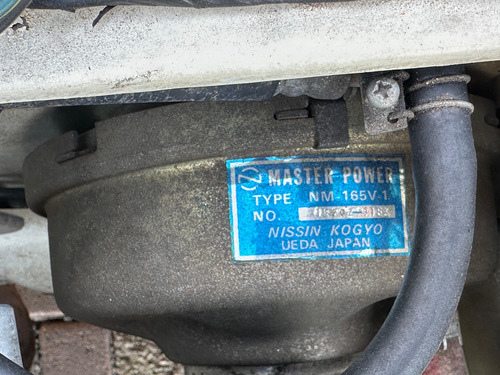 MASTER POWER
TYPE NM-165V-1
NO.
NISSIN KOGYO
UEDA JAPAN